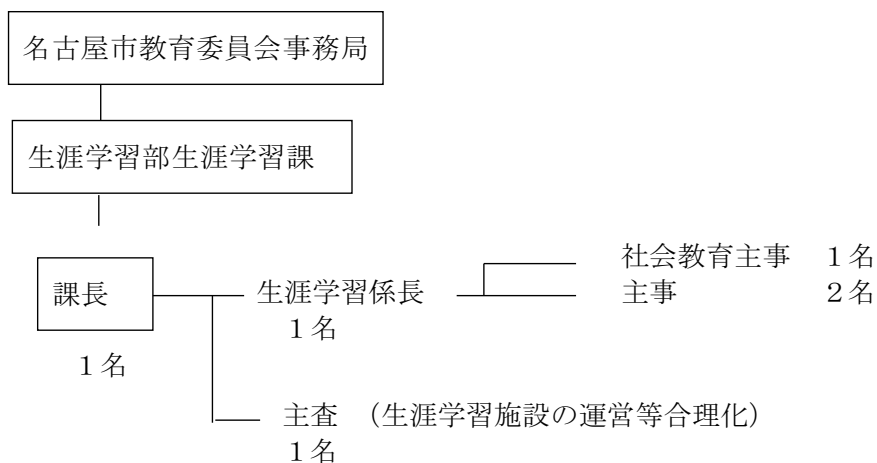 名古屋市教育委員会事務局
生涯学習部生涯学習課
社会教育主事　１名
課長　生涯学習係長　主事　２名
１名
１名
主査　（生涯学習施設の運営等合理化）
１名